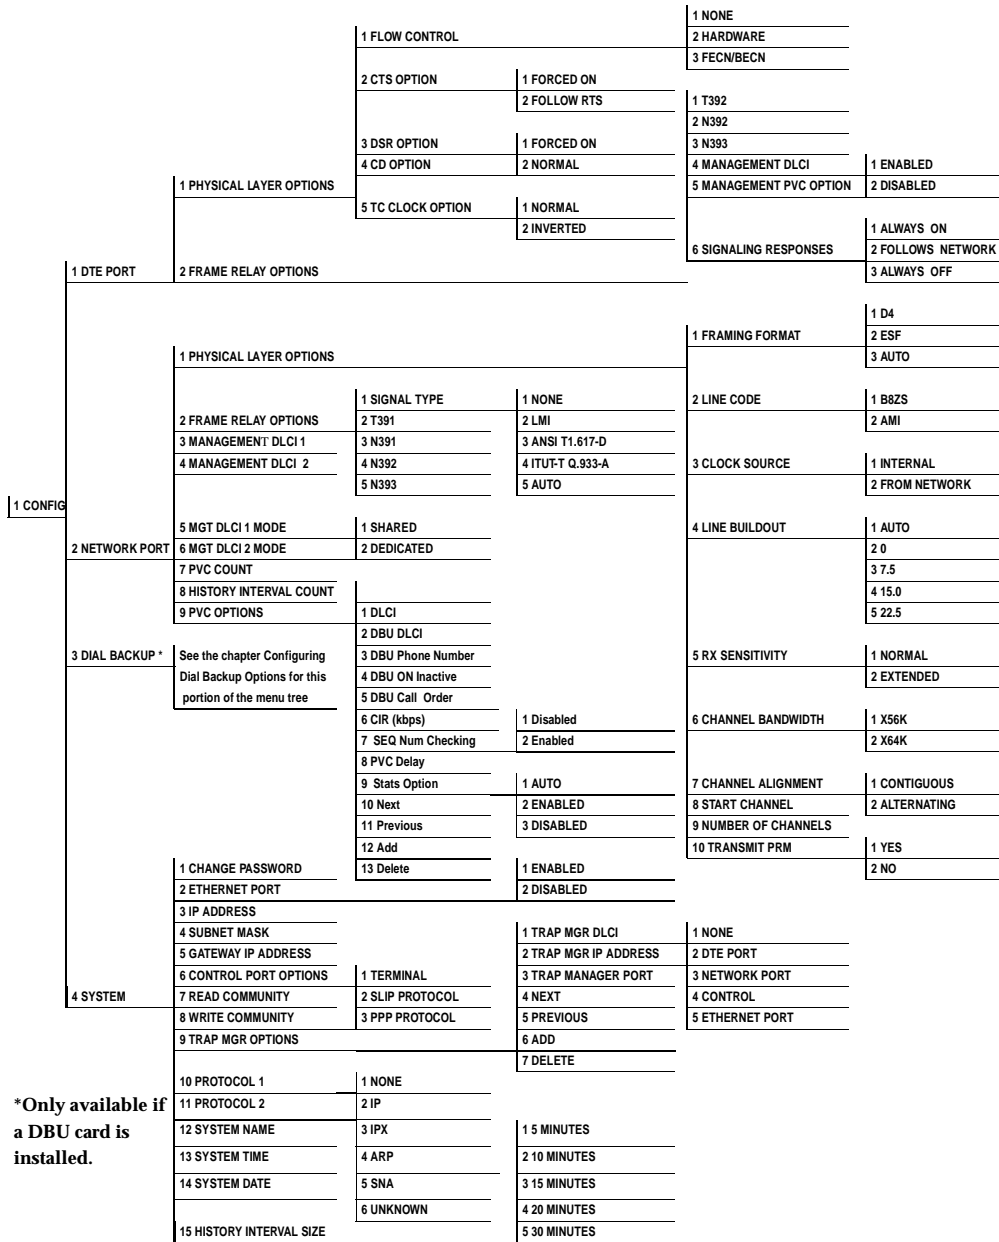 1 NONE
1 FLOW CONTROL
2 HARDWARE
3 FECN/BECN
2 CTS OPTION
1 FORCED ON
2 FOLLOW RTS
1 T392
2 N392
3 N393
3 DSR OPTION
1 FORCED ON
4 CD OPTION
2 NORMAL
4 MANAGEMENT DLCI
1 ENABLED
1 PHYSICAL LAYER OPTIONS
5 MANAGEMENT PVC OPTION
2 DISABLED
5 TC CLOCK OPTION
1 NORMAL
2 INVERTED
1 ALWAYS ON
6 SIGNALING RESPONSES
2 FOLLOWS NETWORK
1 DTE PORT
2 FRAME RELAY OPTIONS
3 ALWAYS OFF
1 D4
1 FRAMING FORMAT
2 ESF
1 PHYSICAL LAYER OPTIONS
3 AUTO
1 SIGNAL TYPE
1 NONE
2 LINE CODE
1 B8ZS
2 FRAME RELAY OPTIONS
2 T391
2 LMI
2 AMI
3 MANAGEMENT DLCI 1
3 N391
3 ANSI T1.617-D
4 MANAGEMENT DLCI 2
4 N392
4 ITUT-T Q.933-A
3 CLOCK SOURCE
1 INTERNAL
5 N393
5 AUTO
2 FROM NETWORK
1 CONFIG
5 MGT DLCI 1 MODE
1 SHARED
4 LINE BUILDOUT
1 AUTO
2 NETWORK PORT
6 MGT DLCI 2 MODE
2 DEDICATED
2 0
7 PVC COUNT
3 7.5
8 HISTORY INTERVAL COUNT
4 15.0
9 PVC OPTIONS
1 DLCI
5 22.5
2 DBU DLCI
3 DIAL BACKUP *
See the chapter Configuring
3 DBU Phone Number
5 RX SENSITIVITY
1 NORMAL
Dial Backup Options for this
4 DBU ON Inactive
2 EXTENDED
portion of the menu tree
5 DBU Call Order
6 CIR (kbps)
1 Disabled
6 CHANNEL BANDWIDTH
1 X56K
7 SEQ Num Checking
2 Enabled
2 X64K
8 PVC Delay
9 Stats Option
1 AUTO
7 CHANNEL ALIGNMENT
1 CONTIGUOUS
10 Next
2 ENABLED
8 START CHANNEL
2 ALTERNATING
11 Previous
3 DISABLED
9 NUMBER OF CHANNELS
12 Add
10 TRANSMIT PRM
1 YES
1 CHANGE PASSWORD
13 Delete
1 ENABLED
2 NO
2 ETHERNET PORT
2 DISABLED
3 IP ADDRESS
4 SUBNET MASK
1 TRAP MGR DLCI
1 NONE
5 GATEWAY IP ADDRESS
2 TRAP MGR IP ADDRESS
2 DTE PORT
6 CONTROL PORT OPTIONS
1 TERMINAL
3 TRAP MANAGER PORT
3 NETWORK PORT
4 SYSTEM
7 READ COMMUNITY
2 SLIP PROTOCOL
4 NEXT
4 CONTROL
8 WRITE COMMUNITY
3 PPP PROTOCOL
5 PREVIOUS
5 ETHERNET PORT
9 TRAP MGR OPTIONS
6 ADD
7 DELETE
10 PROTOCOL 1
1 NONE
*Only available if
11 PROTOCOL 2
2 IP
a DBU card is
12 SYSTEM NAME
3 IPX
1 5 MINUTES
installed.
13 SYSTEM TIME
4 ARP
2 10 MINUTES
14 SYSTEM DATE
5 SNA
3 15 MINUTES
6 UNKNOWN
4 20 MINUTES
15 HISTORY INTERVAL SIZE
5 30 MINUTES